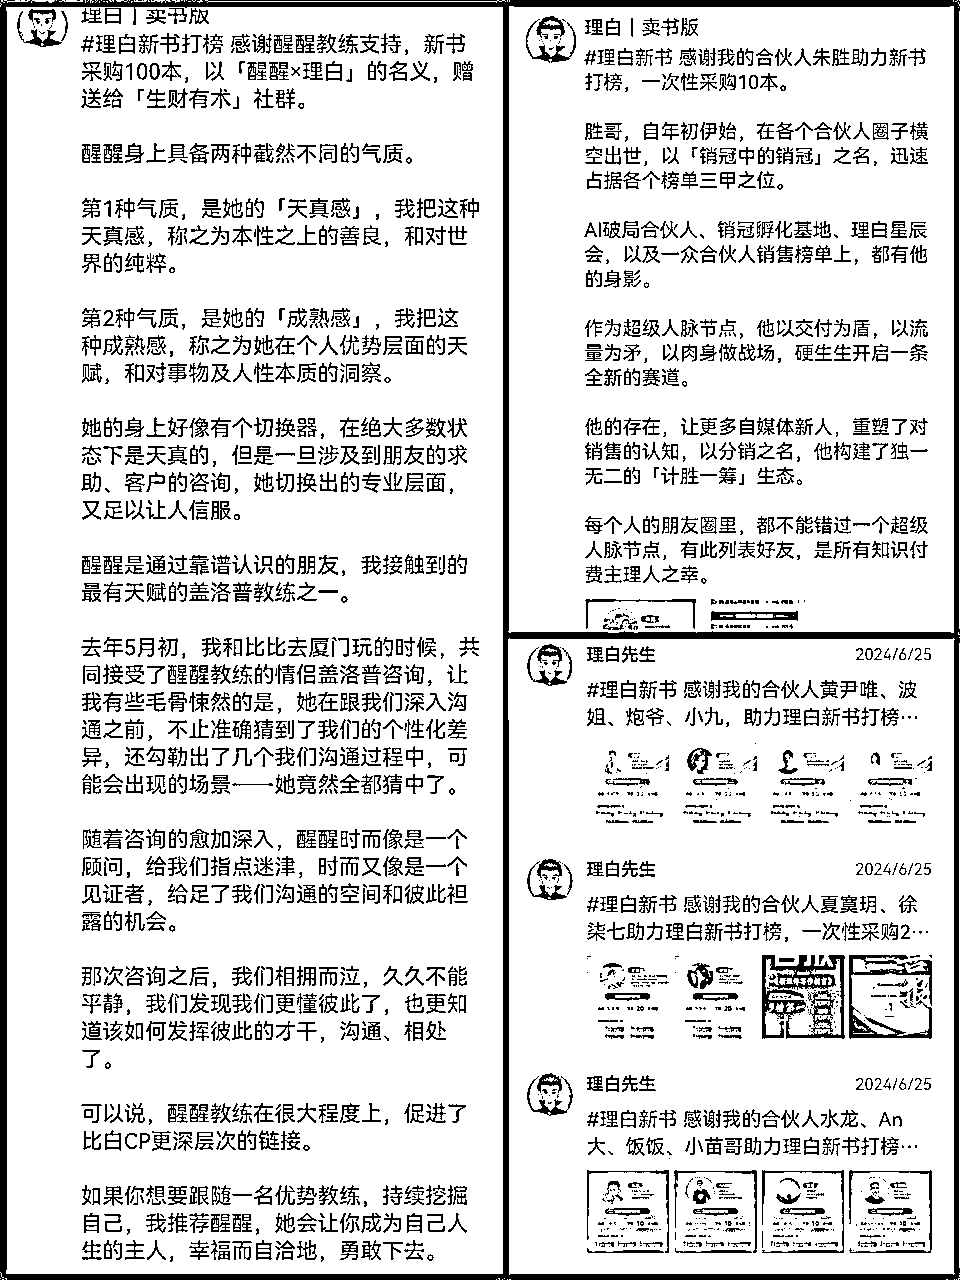 理白 | 卖书版
#理白新书打榜 感谢醒醒教练支持，新书
采购100本，以「醒醒×理白」的名义，赠
送给「生财有术」社群。
醒醒身上具备两种截然不同的气质。
第1种气质，是她的「天真感」，我把这种
天真感，称之为本性之上的善良，和对世
界的纯粹。
第2种气质，是她的「成熟感」，我把这
种成熟感，称之为她在个人优势层面的天
赋，和对事物及人性本质的洞察。
她的身上好像有个切换器，在绝大多数状
态下是天真的，但是一旦涉及到朋友的求
助、客户的咨询，她切换出的专业层面，
又足以让人信服。
醒醒是通过靠谱认识的朋友，我接触到的
最有天赋的盖洛普教练之一。
去年5月初，我和比比去厦门玩的时候，共
同接受了醒醒教练的情侣盖洛普咨询，让
我有些毛骨悚然的是，她在跟我们深入沟
通之前，不止准确猜到了我们的个性化差
异，还勾勒出了几个我们沟通过程中，可
能会出现的场景——她竟然全都猜中了。
随着咨询的愈加深入，醒醒时而像是一个
顾问，给我们指点迷津，时而又像是一个
见证者，给足了我们沟通的空间和彼此袒
露的机会。
那次咨询之后，我们相拥而泣，久久不能
平静，我们发现我们更懂彼此了，也更知
道该如何发挥彼此的才干，沟通、相处
了。
可以说，醒醒教练在很大程度上，促进了
比白CP更深层次的链接。
如果你想要跟随一名优势教练，持续挖掘
自己，我推荐醒醒，她会让你成为自己人
生的主人，幸福而自洽地，勇敢下去。
理白 | 卖书版
#理白新书 感谢我的合伙人朱胜助力新书
打榜，一次性采购10本。
胜哥，自年初伊始，在各个合伙人圈子横
空出世，以「销冠中的销冠」之名，迅速
占据各个榜单三甲之位。
AI破局合伙人、销冠孵化基地、理白星辰
会，以及一众合伙人销售榜单上，都有他
的身影。
作为超级人脉节点，他以交付为盾，以流
量为矛，以肉身做战场，硬生生开启一条
全新的赛道。
他的存在，让更多自媒体新人，重塑了对
销售的认知，以分销之名，他构建了独一
无二的「计胜一筹」生态。
每个人的朋友圈里，都不能错过一个超级
人脉节点，有此列表好友，是所有知识付
费主理人之幸。
理白先生 2024/6/25
#理白新书 感谢我的合伙人黄尹唯、波
姐、炮爷、小九，助力理白新书打榜…
理白先生 2024/6/25
#理白新书 感谢我的合伙人夏寞玥、徐
柒七助力理白新书打榜，一次性采购2…
理白先生 2024/6/25
#理白新书 感谢我的合伙人水龙、An
大、饭饭、小苗哥助力理白新书打榜…